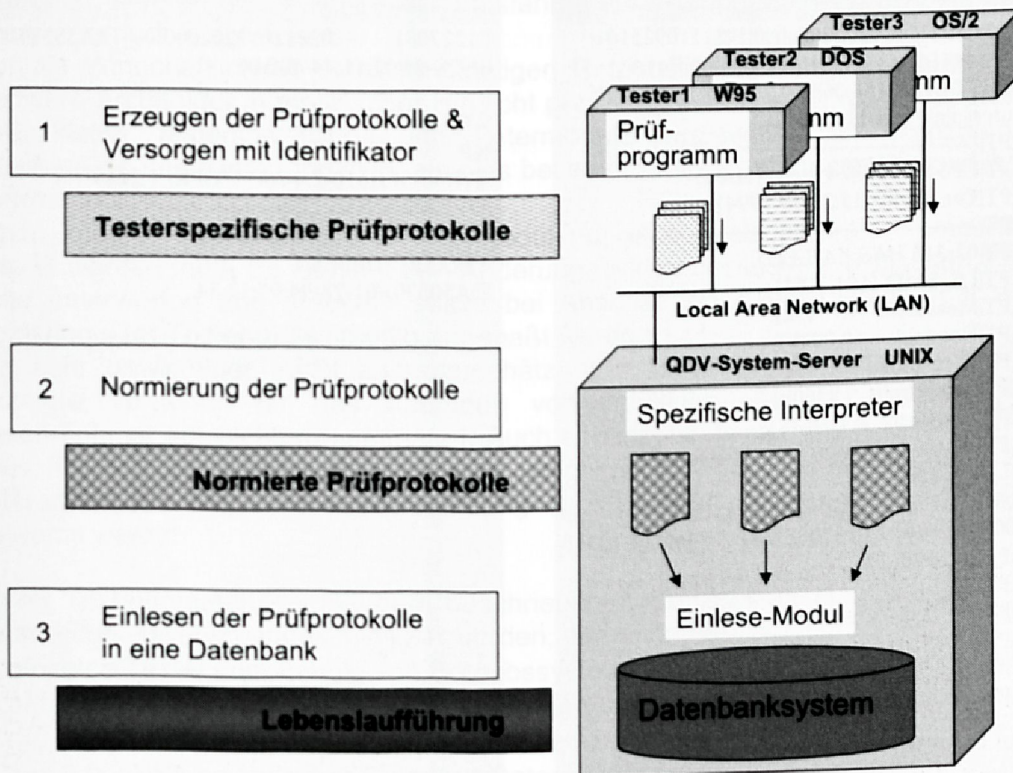 1
Erzeugen der Prüfprotokolle &
Versorgen mit Identifikator
Testerspezifische Prüfprotokolle
2
Normierung der Prüfprotokolle
Normierte Prüfprotokolle
3
Einlesen der Prüfprotokolle
in eine Datenbank
Lebenslaufführung
Tester3 OS/2
mm
Tester2 DOS
mm
Tester1 W95
Prüf-
programm
Local Area Network (LAN)
QDV-System-Server UNIX
Spezifische Interpreter
Einlese-Modul
Datenbanksystem